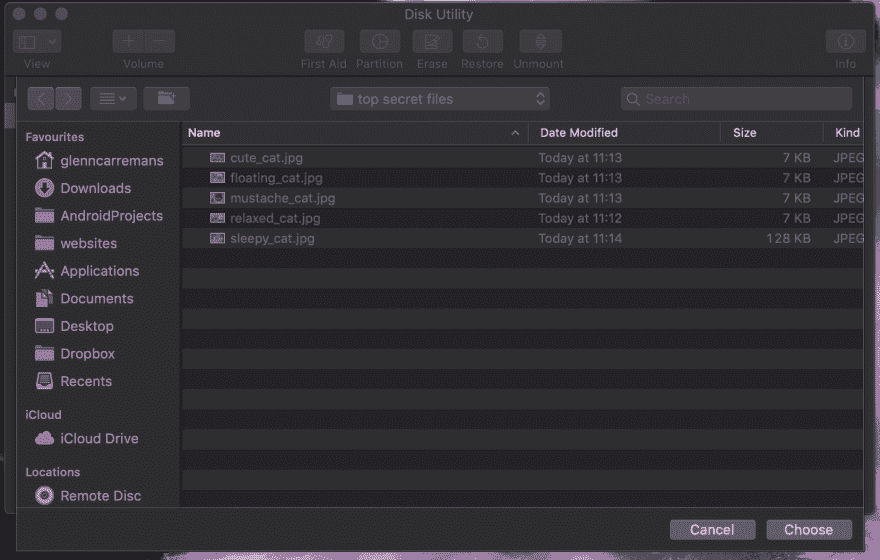 Disk Utility
View Volume First Aid Partition Erase Restore Unmount Info
top secret files Search
Favourites
glenncarremans
Downloads
AndroidProjects
websites
Applications
Documents
Desktop
Dropbox
Recents
iCloud
iCloud Drive
Locations
Remote Disc
Name Date Modified Size Kind
cute_cat.jpg Today at 11:13 7 KB JPEG
floating_cat.jpg Today at 11:13 7 KB JPEG
mustache_cat.jpg Today at 11:13 7 KB JPEG
relaxed_cat.jpg Today at 11:12 7 KB JPEG
sleepy_cat.jpg Today at 11:14 128 KB JPEG
Cancel Choose